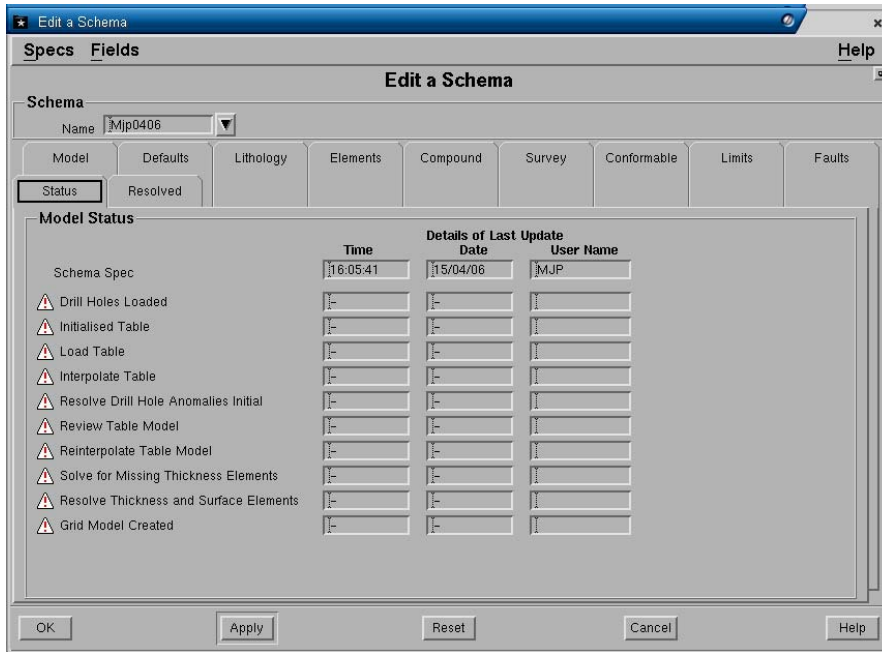 Edit a Schema
Specs Fields Help
Edit a Schema
Schema
Name Mjp0406
Model Defaults Lithology Elements Compound Survey Conformable Limits Faults
Status Resolved
Model Status
Details of Last Update
Time Date User Name
Schema Spec 16:05:41 15/04/06 MJP
Drill Holes Loaded - -
Initialised Table - -
Load Table - -
Interpolate Table - -
Resolve Drill Hole Anomalies Initial - -
Review Table Model - -
Reinterpolate Table Model - -
Solve for Missing Thickness Elements - -
Resolve Thickness and Surface Elements - -
Grid Model Created - -
OK Apply Reset Cancel Help